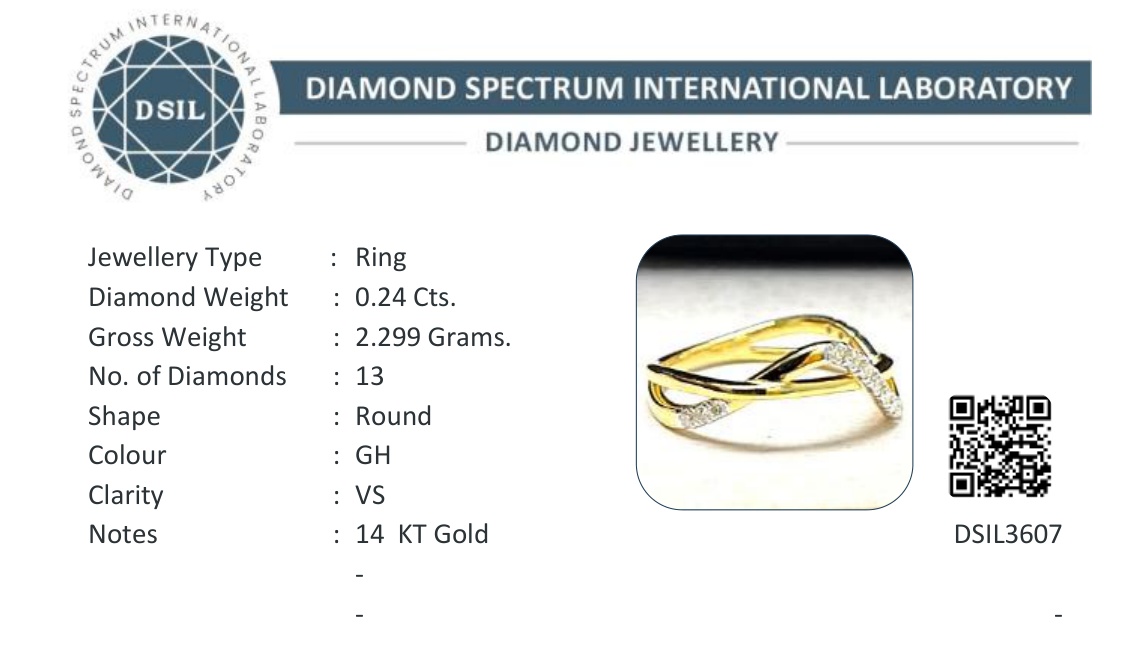 DIAMOND SPECTRUM INTERNATIONAL LABORATORY
DSIL
DIAMOND SPECTRUM INTERNATIONAL LABORATORY
DIAMOND JEWELLERY
Jewellery Type : Ring
Diamond Weight : 0.24 Cts.
Gross Weight : 2.299 Grams.
No. of Diamonds : 13
Shape : Round
Colour : GH
Clarity : VS
Notes : 14 KT Gold
DSIL3607
-
- -